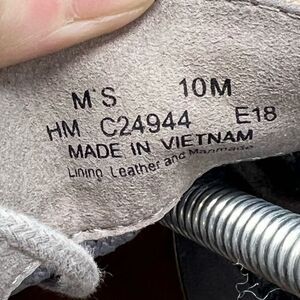 M'S 10M
HM C24944 E18
MADE IN VIETNAM
Lining Leather and Manmade